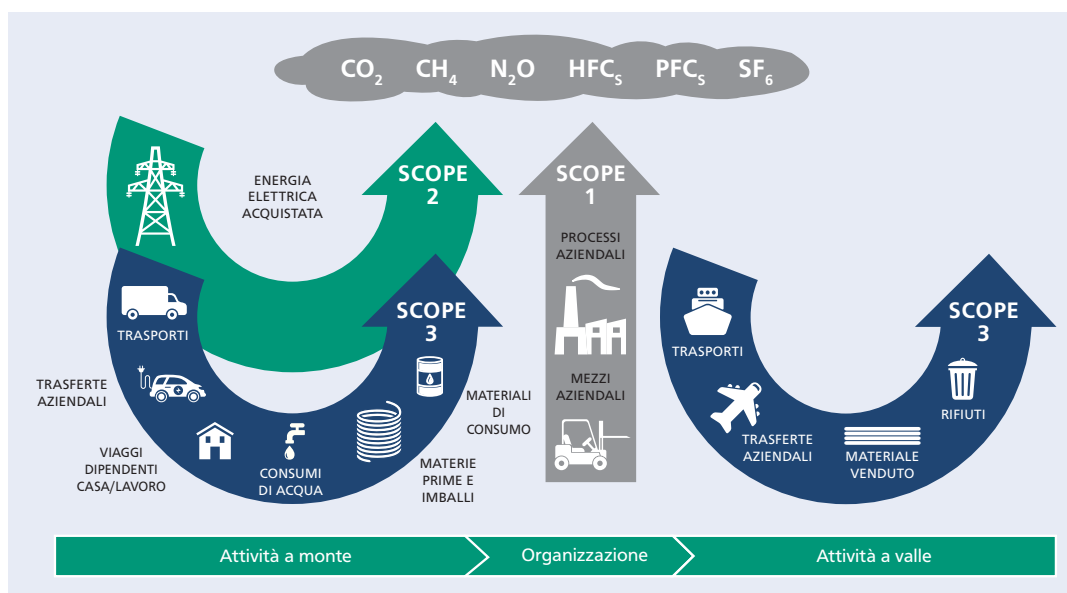 CO2 CH4 N2O HFCS PFCS SF6
ENERGIA
ELETTRICA
ACQUISTATA
SCOPE
2
SCOPE
1
PROCESSI
AZIENDALI
MEZZI
AZIENDALI
TRASPORTI
TRASFERTE
AZIENDALI
VIAGGI
DIPENDENTI
CASA/LAVORO
CONSUMI
DI ACQUA
MATERIE
PRIME E
IMBALLI
MATERIALI
DI
CONSUMO
SCOPE
3
TRASPORTI
TRASFERTE
AZIENDALI
MATERIALE
VENDUTO
RIFIUTI
SCOPE
3
Attività a monte
Organizzazione
Attività a valle